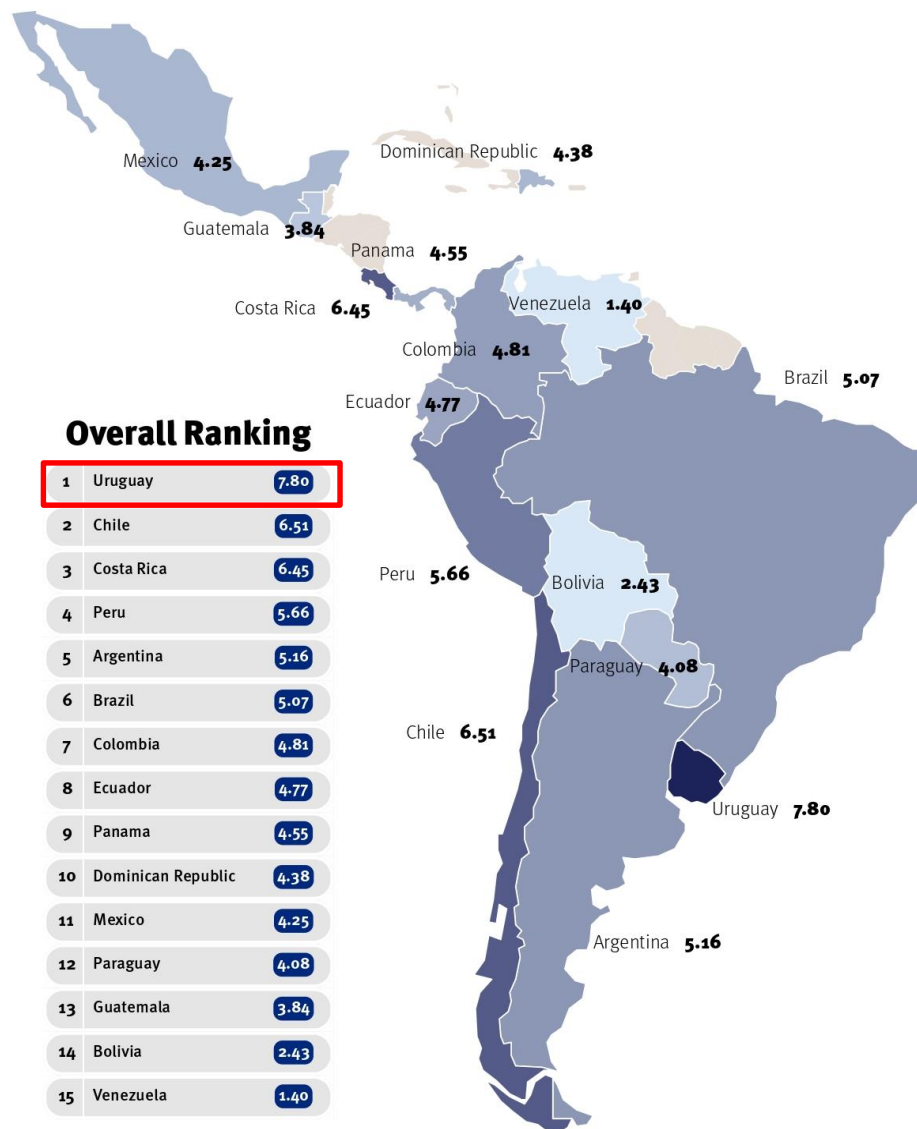 Mexico 4.25
Dominican Republic 4.38
Guatemala 3.84
Panama 4.55
Costa Rica 6.45
Venezuela 1.40
Colombia 4.81
Brazil 5.07
Ecuador 4.77
Overall Ranking
1 Uruguay 7.80
2 Chile 6.51
3 Costa Rica 6.45
4 Peru 5.66
5 Argentina 5.16
6 Brazil 5.07
7 Colombia 4.81
8 Ecuador 4.77
9 Panama 4.55
10 Dominican Republic 4.38
11 Mexico 4.25
12 Paraguay 4.08
13 Guatemala 3.84
14 Bolivia 2.43
15 Venezuela 1.40
Peru 5.66
Bolivia 2.43
Paraguay 4.08
Chile 6.51
Uruguay 7.80
Argentina 5.16